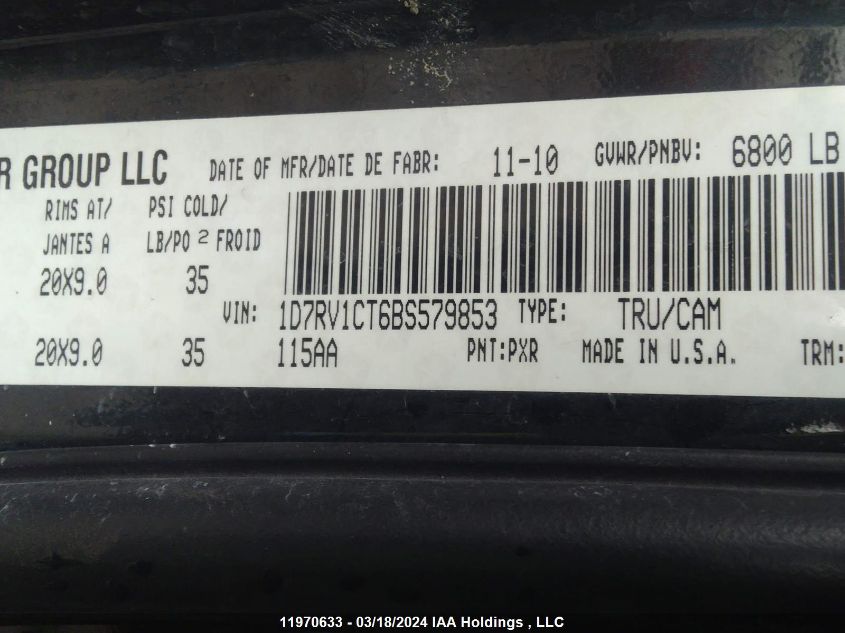 R GROUP LLC DATE OF MFR/DATE DE FABR: 11-10 GVWR/PNBV: 6800 LB
RIMS AT/ PSI COLD/
JANTES A LB/PO 2 FROID
20X9.0 35
VIN: 1D7RV1CT6BS579853 TYPE: TRU/CAM
20X9.0 35 115AA PNT:PXR MADE IN U.S.A. TRM:
11970633 - 03/18/2024 IAA Holdings , LLC